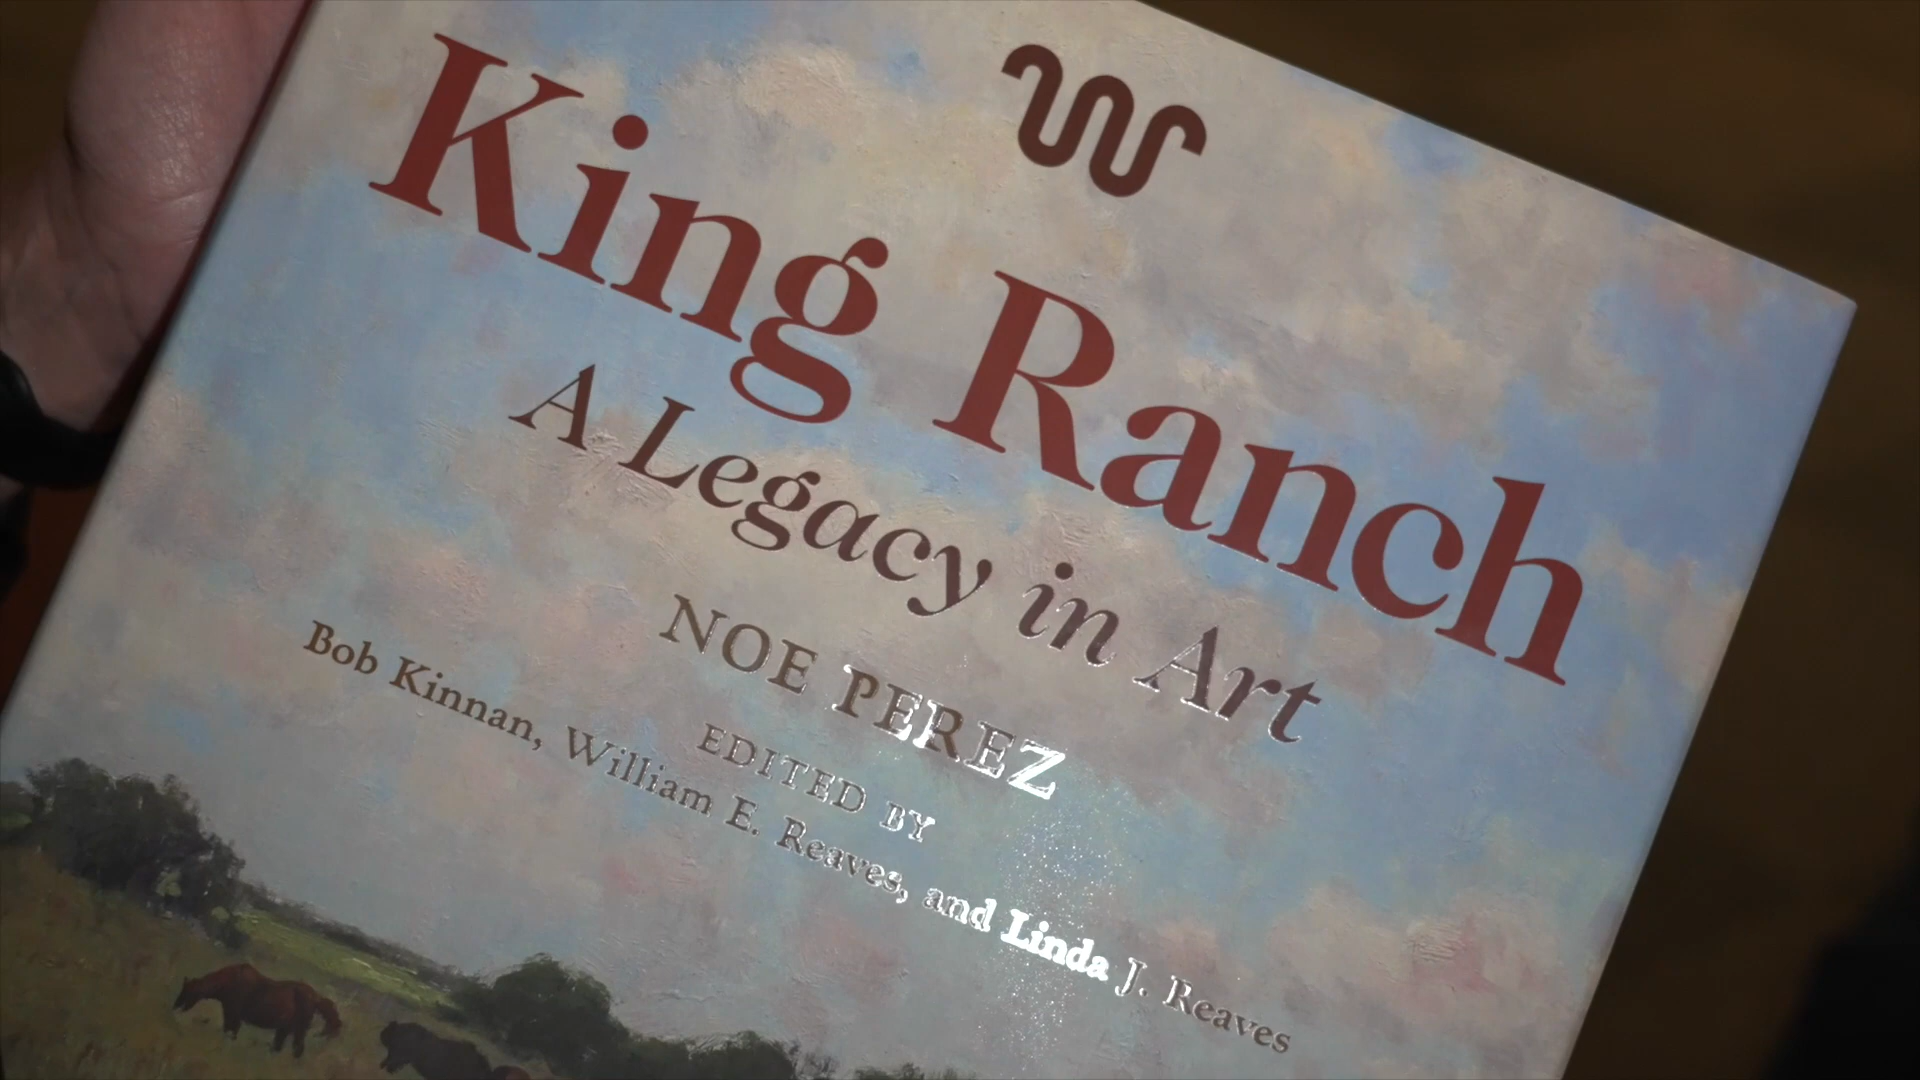 King Ranch
A Legacy in Art
NOE PEREZ
EDITED BY
Bob Kinnan, William E. Reaves, and Linda J. Reaves